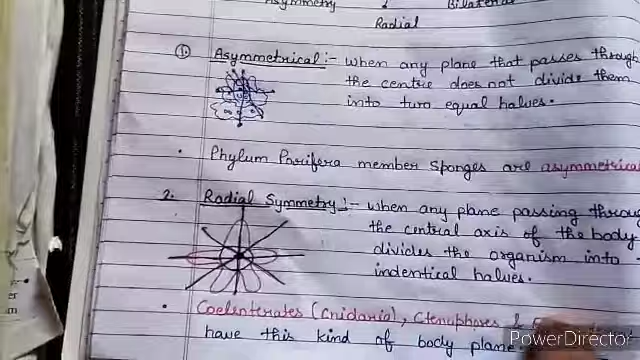 Asymmetry Bilateral
Radial
1. Asymmetrical:- when any plane that passes through
the centre does not divide them
into two equal halves.
• Phylum Porifera member Sponges are asymmetrical
2. Radial Symmetry:- when any plane passing through
the central axis of the body
divides the organism into
indentical halves.
• Coelenterates (Cnidaria), Ctenophores &
have this kind of body plane.
PowerDirector